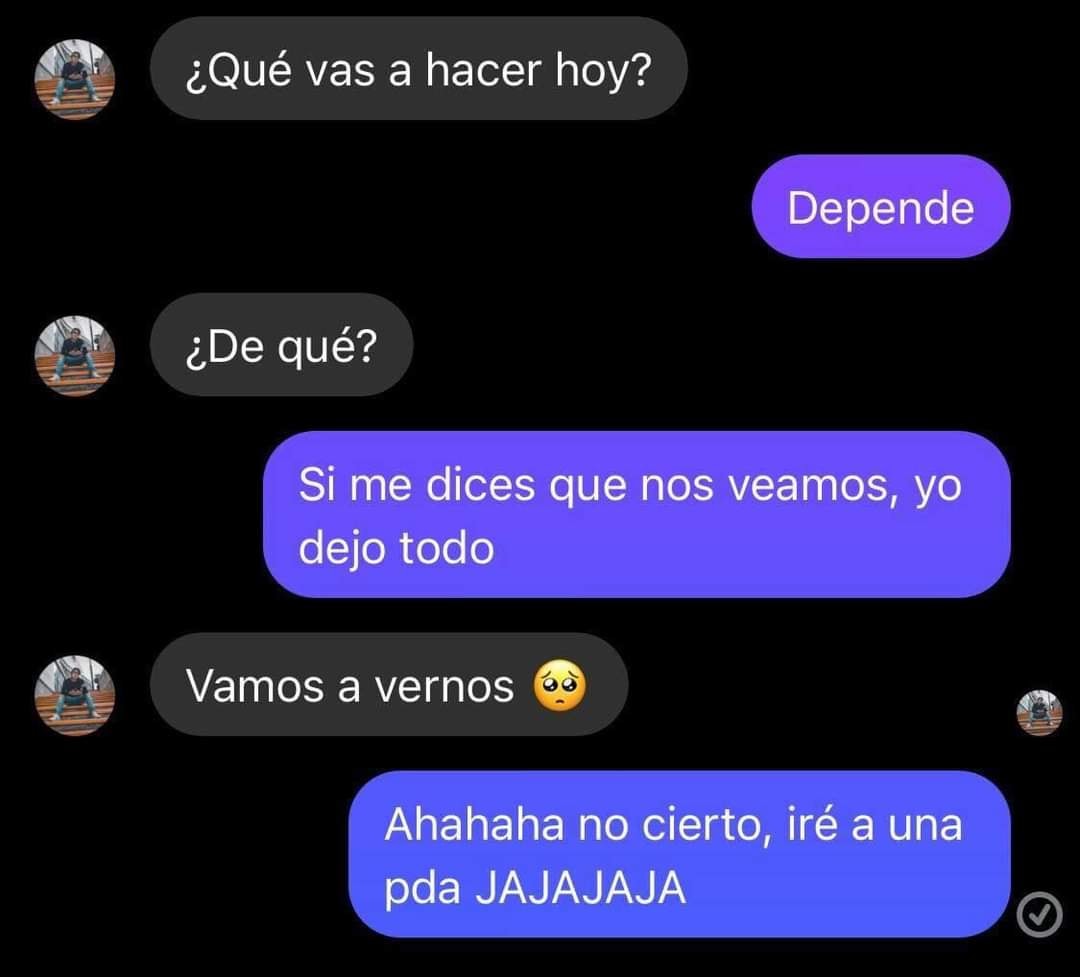 ¿Qué vas a hacer hoy?
Depende
¿De qué?
Si me dices que nos veamos, yo
dejo todo
Vamos a vernos 🥺
Ahahaha no cierto, iré a una
pda JAJAJAJA